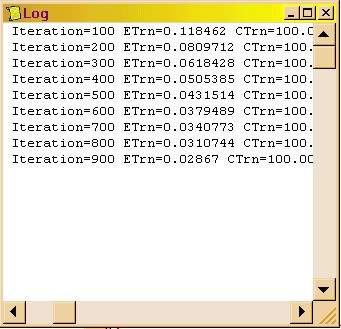 Log
Iteration=100 ETrn=0.118462 CTrn=100.0
Iteration=200 ETrn=0.0809712 CTrn=100.
Iteration=300 ETrn=0.0618428 CTrn=100.
Iteration=400 ETrn=0.0505385 CTrn=100.
Iteration=500 ETrn=0.0431514 CTrn=100.
Iteration=600 ETrn=0.0379489 CTrn=100.
Iteration=700 ETrn=0.0340773 CTrn=100.
Iteration=800 ETrn=0.0310744 CTrn=100.
Iteration=900 ETrn=0.02867 CTrn=100.00